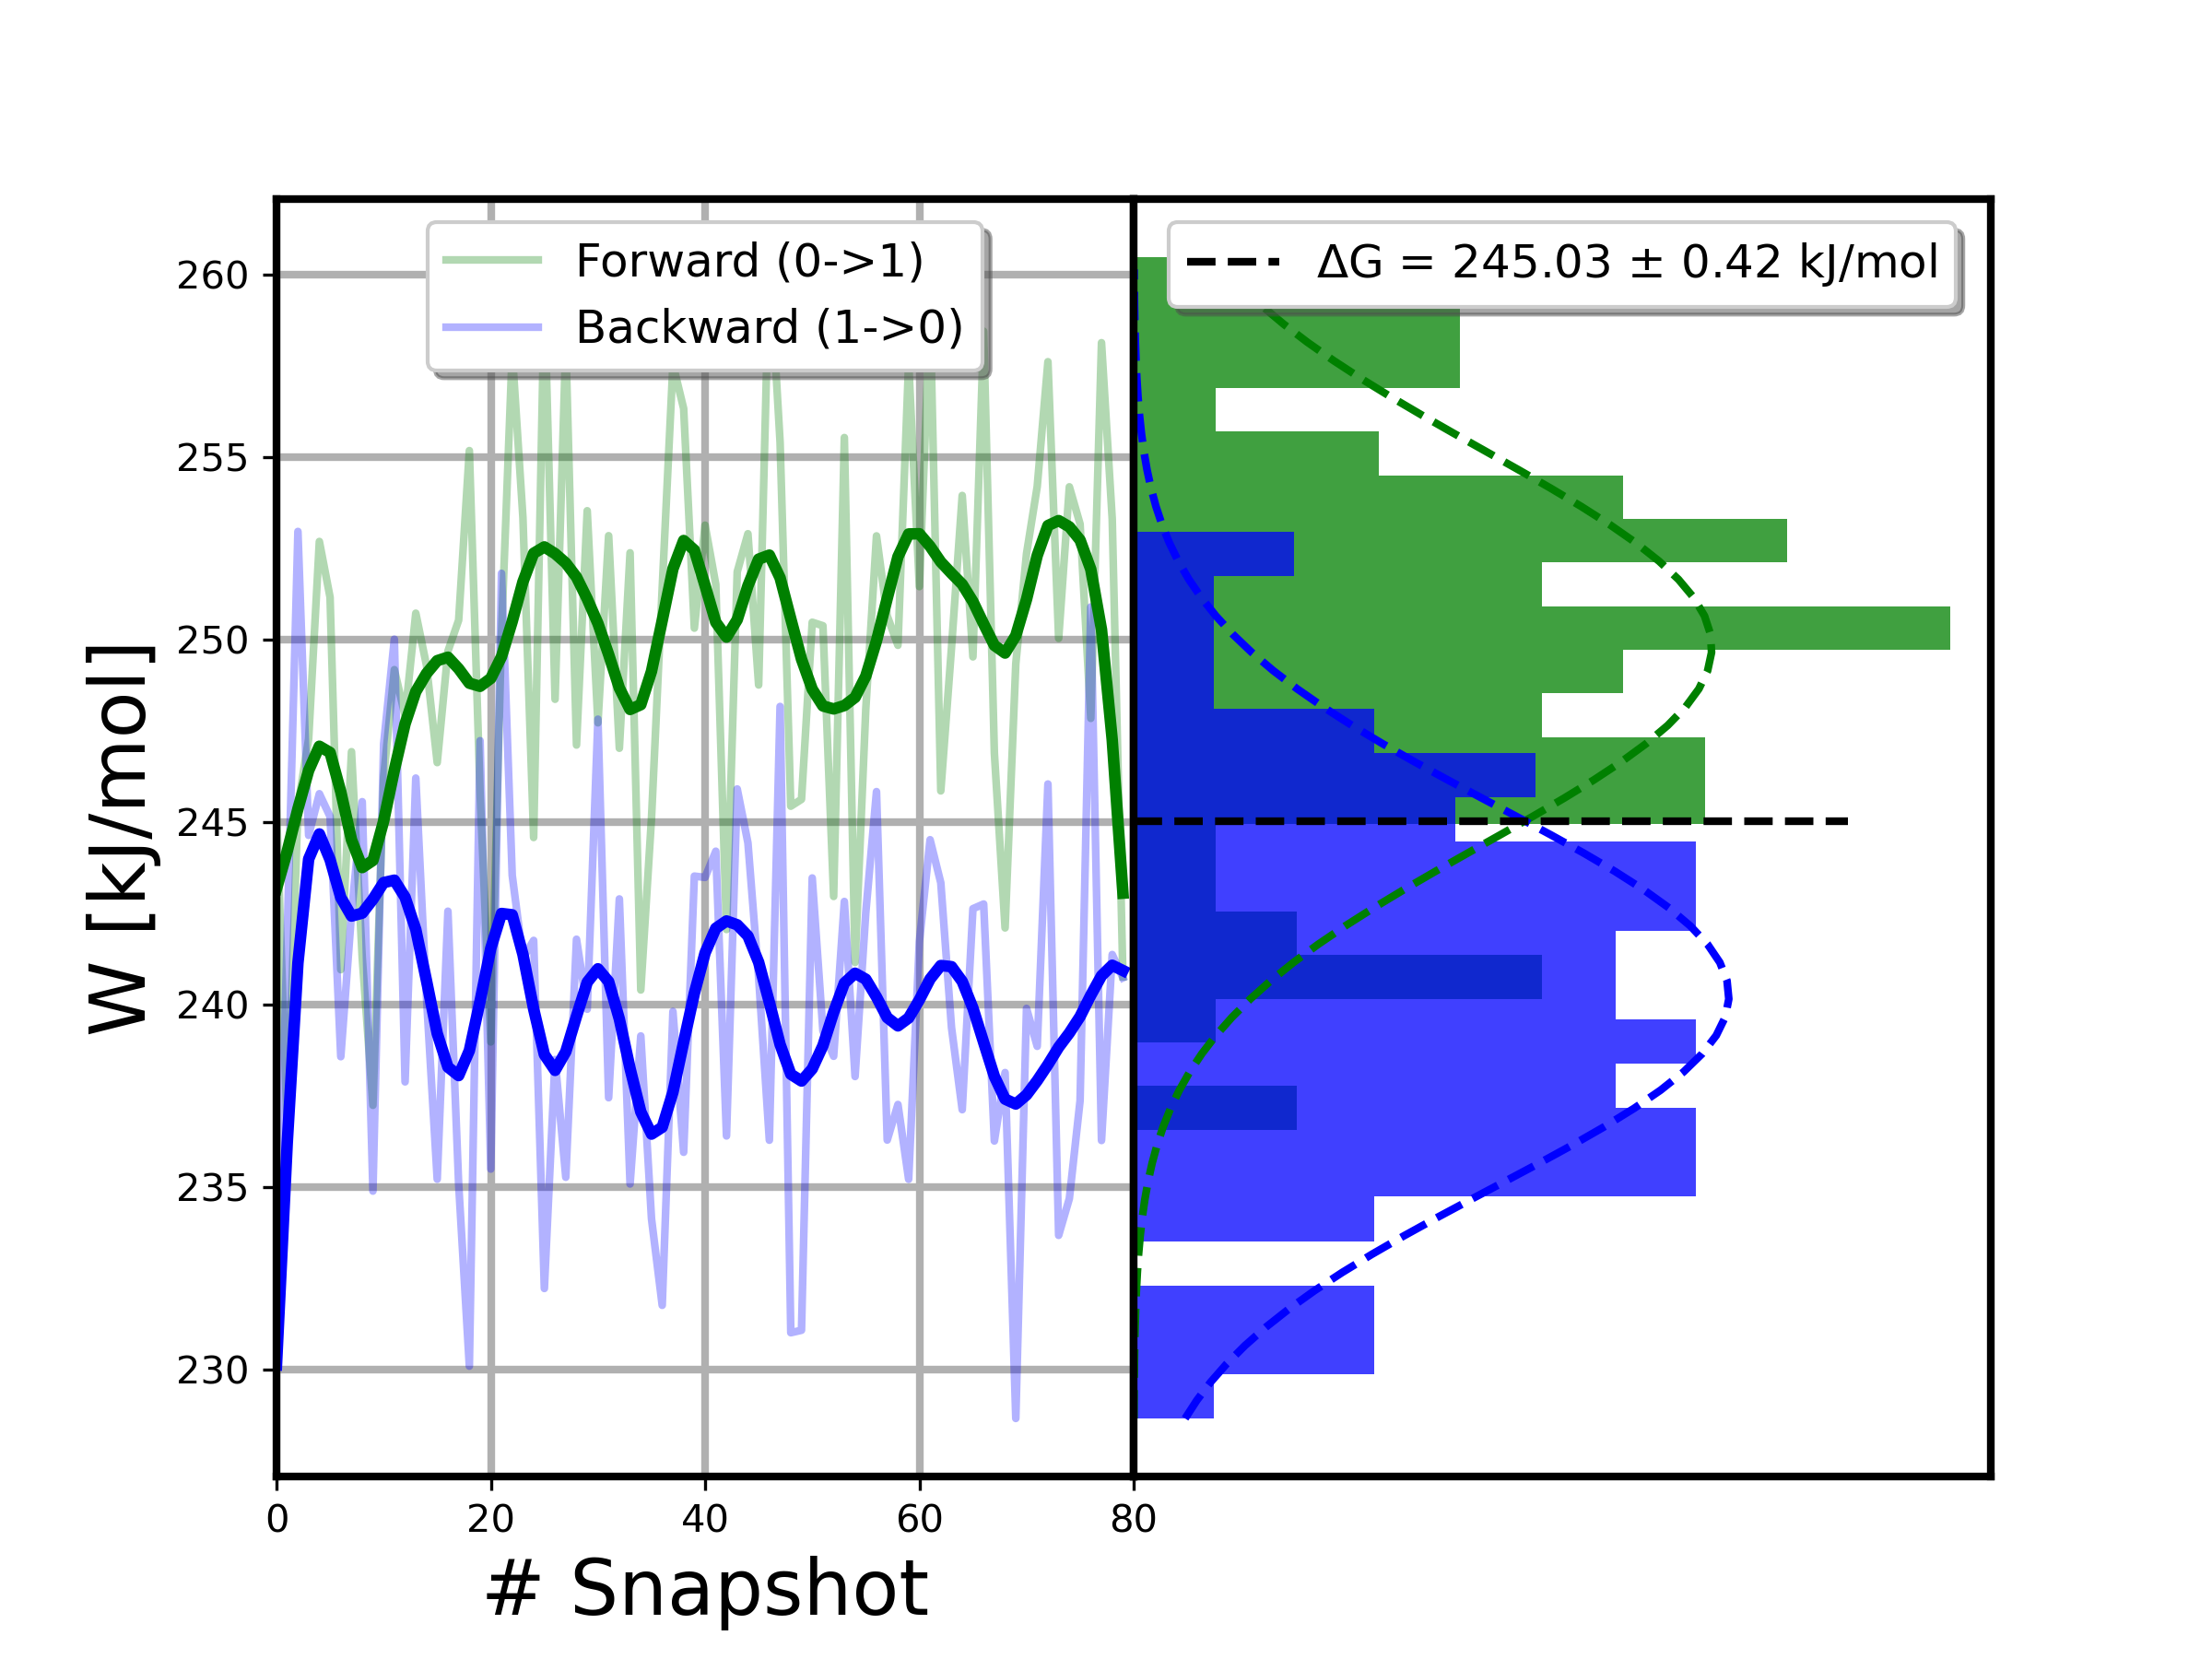 Forward (0->1)
Backward (1->0)
ΔG = 245.03 ± 0.42 kJ/mol
W [kJ/mol]
260
255
250
245
240
235
230
0 20 40 60 80
# Snapshot